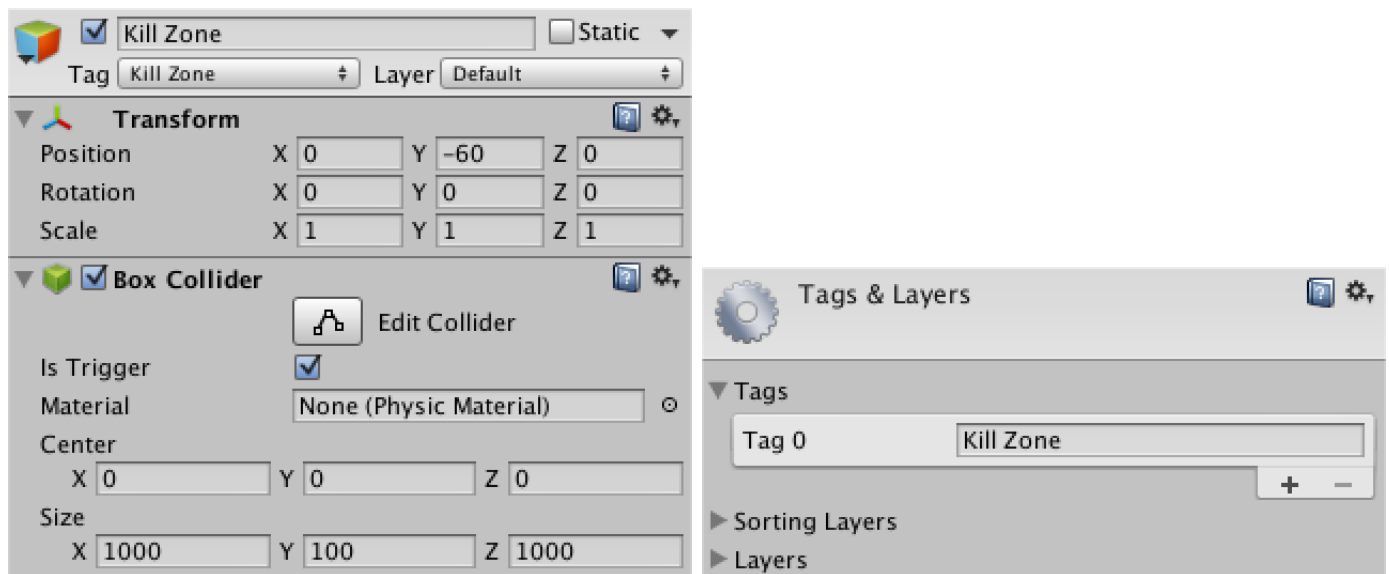 Kill Zone Static
Tag Kill Zone Layer Default
Transform
Position X 0 Y -60 Z 0
Rotation X 0 Y 0 Z 0
Scale X 1 Y 1 Z 1
Box Collider
Edit Collider
Is Trigger
Material None (Physic Material)
Center
X 0 Y 0 Z 0
Size
X 1000 Y 100 Z 1000
Tags & Layers
Tags
Tag 0 Kill Zone
+ −
Sorting Layers
Layers